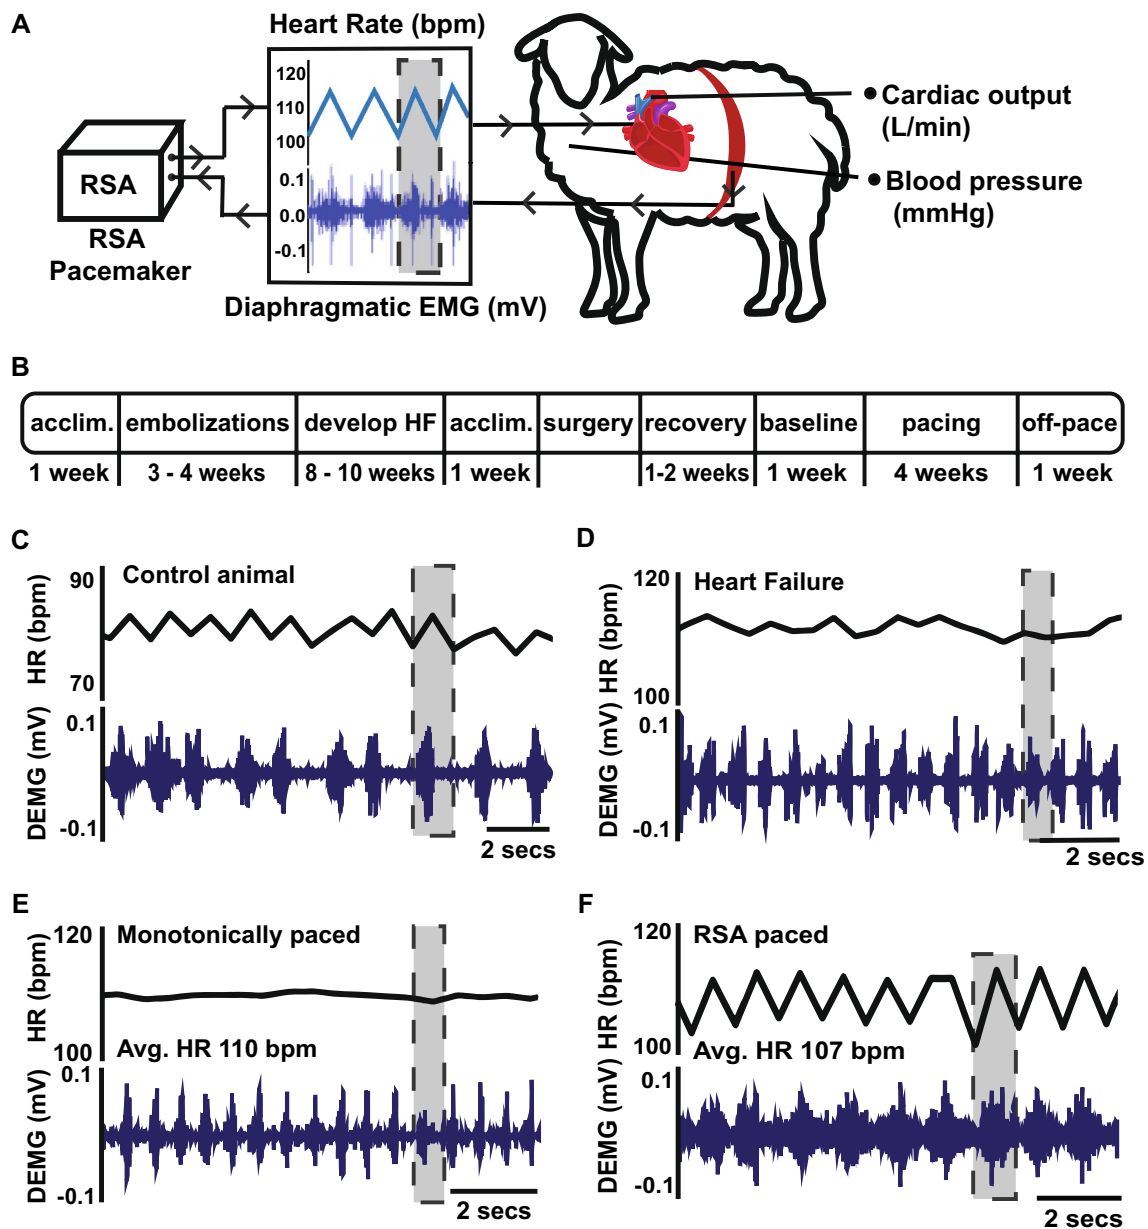 A
Heart Rate (bpm)
120
110
100
0.1
0.0
-0.1
RSA
RSA
Pacemaker
Diaphragmatic EMG (mV)
Cardiac output
(L/min)
Blood pressure
(mmHg)
B
acclim. embolizations develop HF acclim. surgery recovery baseline pacing off-pace
1 week 3 - 4 weeks 8 - 10 weeks 1 week 1-2 weeks 1 week 4 weeks 1 week
C
Control animal
90
HR (bpm)
70
0.1
DEMG (mV)
-0.1
2 secs
D
Heart Failure
120
HR (bpm)
100
0.1
DEMG (mV)
-0.1
2 secs
E
Monotonically paced
120
HR (bpm)
100
Avg. HR 110 bpm
0.1
DEMG (mV)
-0.1
2 secs
F
RSA paced
120
HR (bpm)
100
Avg. HR 107 bpm
0.1
DEMG (mV)
-0.1
2 secs